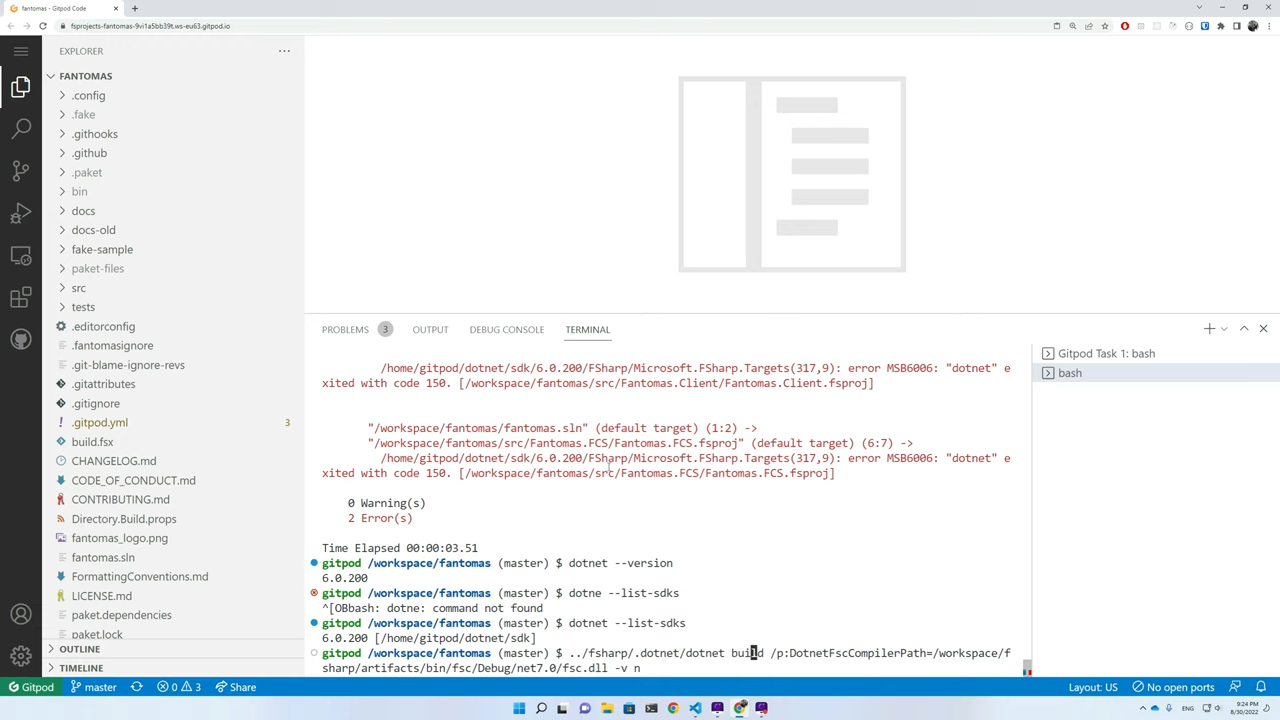 fantomas - Gitpod Code
fsprojects-fantomas-9vi1a5bb39t.ws-eu63.gitpod.io
EXPLORER
FANTOMAS
.config
.fake
.githooks
.github
.paket
bin
docs
docs-old
fake-sample
paket-files
src
tests
.editorconfig
.fantomasignore
.git-blame-ignore-revs
.gitattributes
.gitignore
.gitpod.yml 3
build.fsx
CHANGELOG.md
CODE_OF_CONDUCT.md
CONTRIBUTING.md
Directory.Build.props
fantomas_logo.png
fantomas.sln
FormattingConventions.md
LICENSE.md
paket.dependencies
paket.lock
OUTLINE
TIMELINE
PROBLEMS 3 OUTPUT DEBUG CONSOLE TERMINAL
/home/gitpod/dotnet/sdk/6.0.200/FSharp/Microsoft.FSharp.Targets(317,9): error MSB6006: "dotnet" e
xited with code 150. [/workspace/fantomas/src/Fantomas.Client/Fantomas.Client.fsproj]
"/workspace/fantomas/fantomas.sln" (default target) (1:2) ->
"/workspace/fantomas/src/Fantomas.FCS/Fantomas.FCS.fsproj" (default target) (6:7) ->
/home/gitpod/dotnet/sdk/6.0.200/FSharp/Microsoft.FSharp.Targets(317,9): error MSB6006: "dotnet" e
xited with code 150. [/workspace/fantomas/src/Fantomas.FCS/Fantomas.FCS.fsproj]
0 Warning(s)
2 Error(s)
Time Elapsed 00:00:03.51
gitpod /workspace/fantomas (master) $ dotnet --version
6.0.200
gitpod /workspace/fantomas (master) $ dotne --list-sdks
^[OBbash: dotne: command not found
gitpod /workspace/fantomas (master) $ dotnet --list-sdks
6.0.200 [/home/gitpod/dotnet/sdk]
gitpod /workspace/fantomas (master) $ ../fsharp/.dotnet/dotnet build /p:DotnetFscCompilerPath=/workspace/f
sharp/artifacts/bin/fsc/Debug/net7.0/fsc.dll -v n
Gitpod Task 1: bash
bash
Gitpod master 0 3 Share Layout: US No open ports
ENG 9:24 PM
8/30/2022